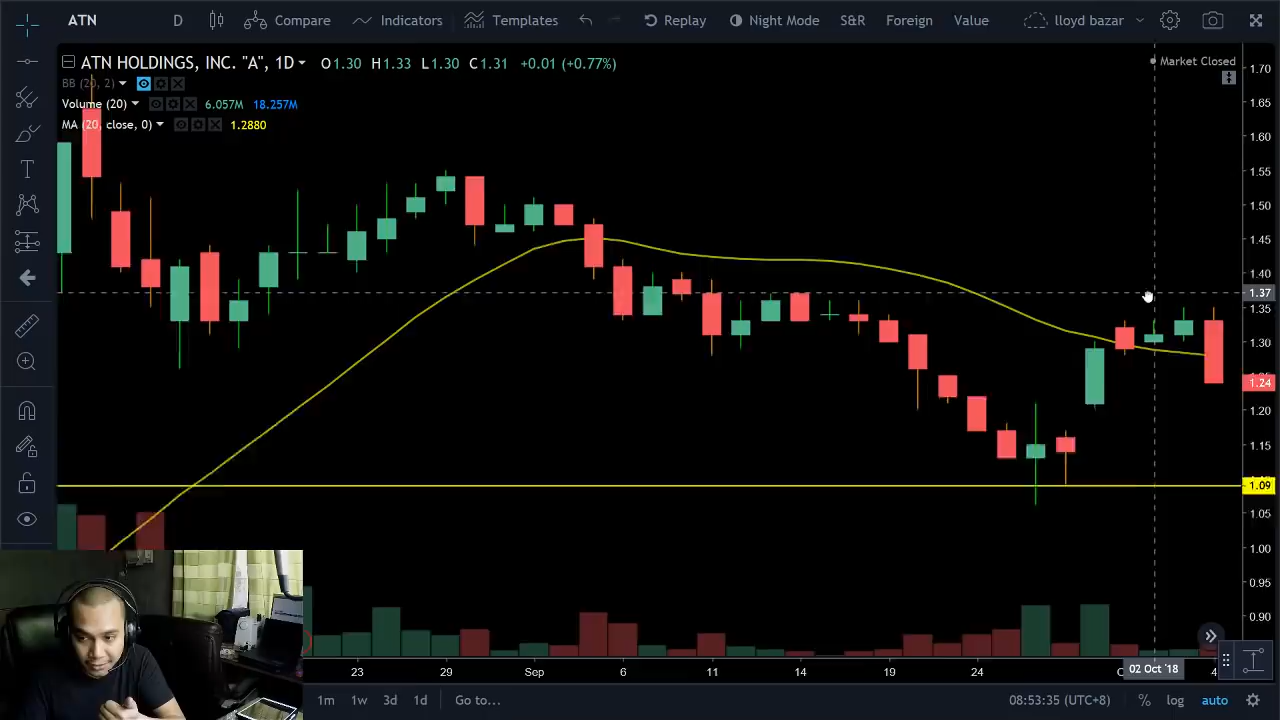 ATN D Compare Indicators Templates Replay Night Mode S&R Foreign Value lloyd bazar
ATN HOLDINGS, INC. "A", 1D O1.30 H1.33 L1.30 C1.31 +0.01 (+0.77%)
Market Closed
BB (20, 2)
Volume (20) 6.057M 18.257M
MA (20, close, 0) 1.2880
1.70
1.65
1.60
1.55
1.50
1.45
1.40
1.37
1.35
1.30
1.24
1.20
1.15
1.09
1.05
1.00
0.95
0.90
23 29 Sep 6 11 14 19 24 02 Oct '18 4
1m 1w 3d 1d Go to... 08:53:35 (UTC+8) % log auto